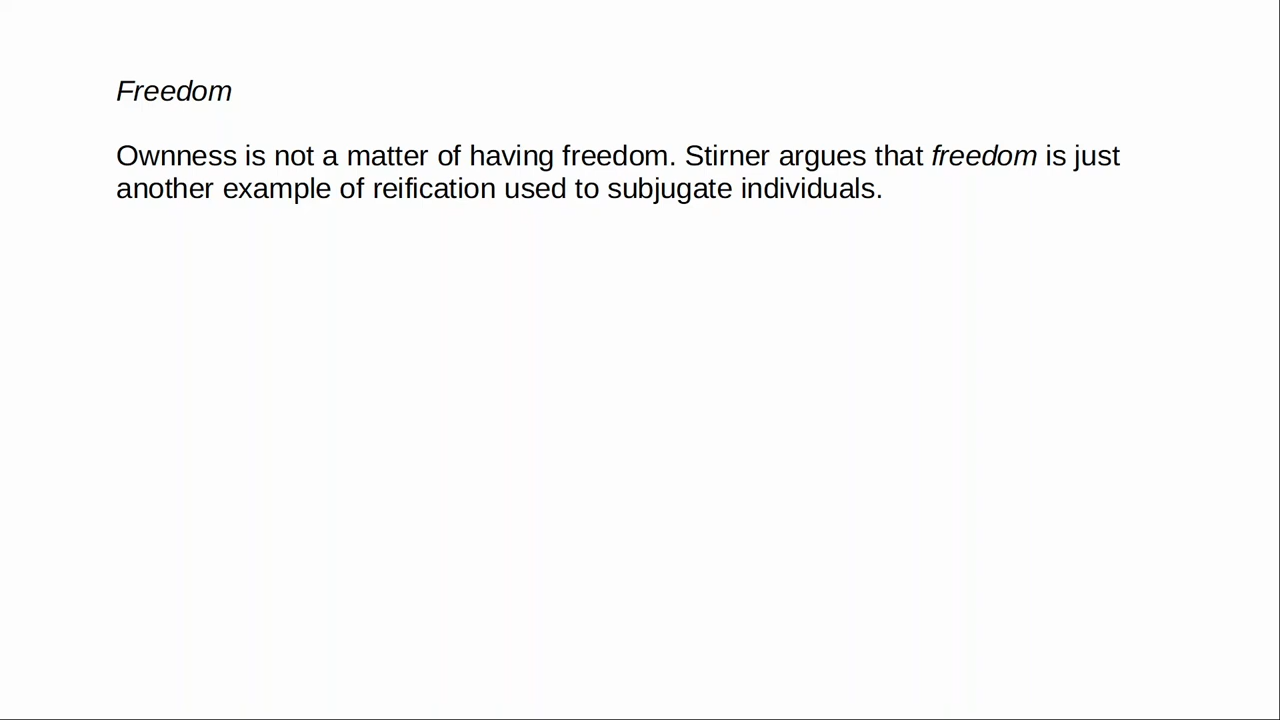 Freedom
Ownness is not a matter of having freedom. Stirner argues that freedom is just
another example of reification used to subjugate individuals.